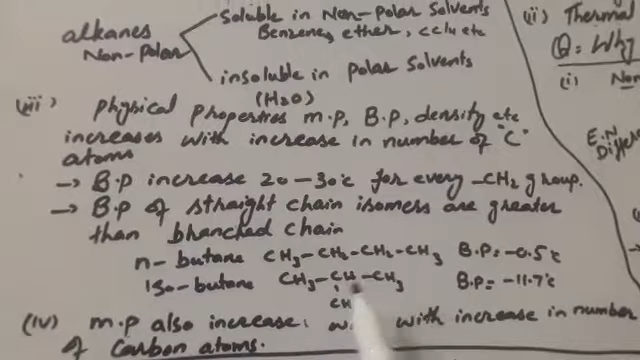 alkanes
Non-Polar
Soluble in Non-Polar Solvents
Benzene, ether, ccl4 etc
insoluble in Polar Solvents
(H2O)
(iii) Physical Properties m.p, B.P, density etc
increases with increase in number of "C"
atoms
→ B.P increase 20-30°c for every -CH2 group.
→ B.P of straight chain isomers are greater
than branched chain
n-butane CH3-CH2-CH2-CH3 B.P=-0.5°c
Iso-butane CH3-CH-CH3 B.P=-11.7°c
CH
(iv) m.p also increase with increase in number
of Carbon atoms.
(ii) Thermal
Q: Why
(i) Non
E.N
Differ